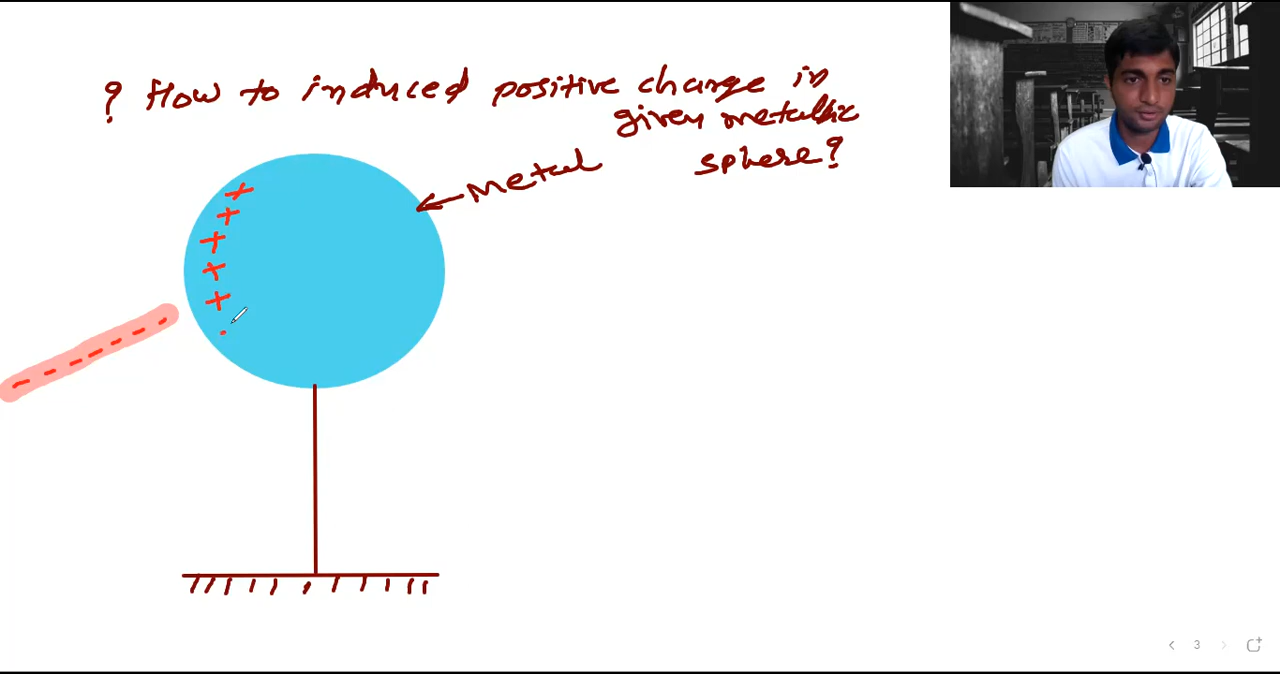 ? How to induced positive charge in
given metallic
sphere?
Metal
+
+
+
+
+
- - - - - - - -
3